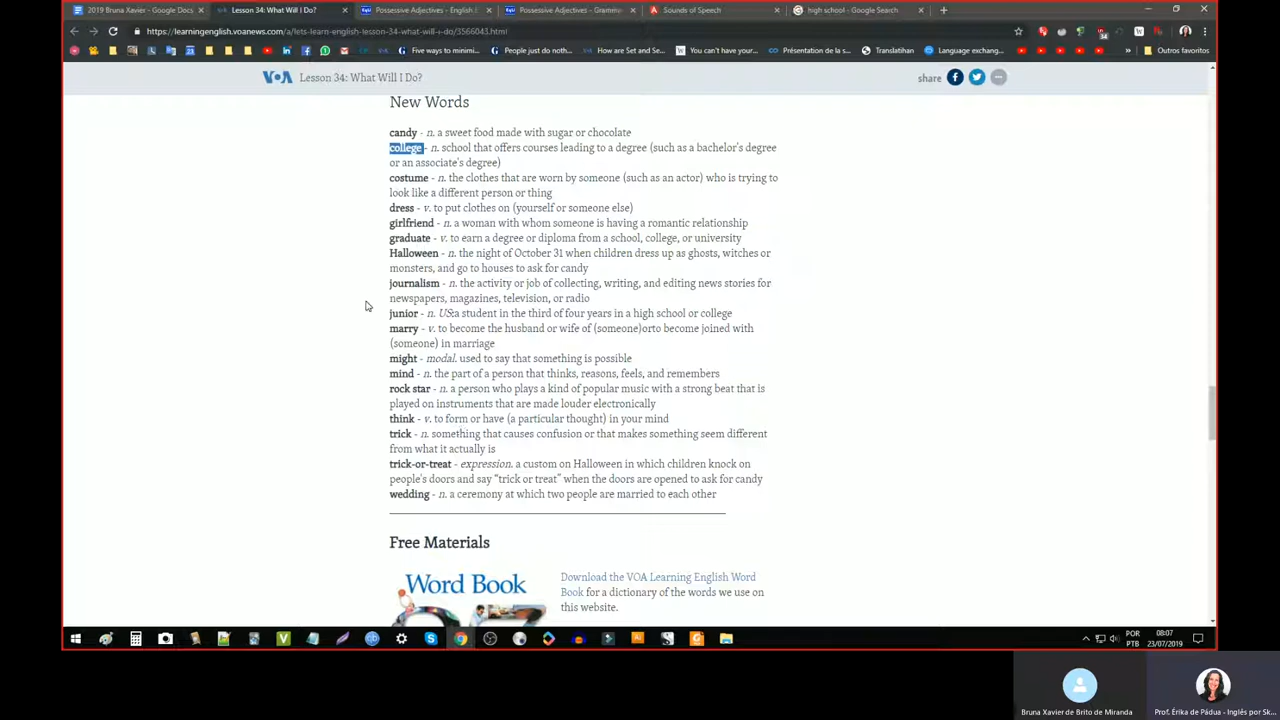 2019 Bruna Xavier - Google Docs
Lesson 34: What Will I Do?
Possessive Adjectives - English
Possessive Adjectives - Gramm
Sounds of Speech
high school - Google Search
https://learningenglish.voanews.com/a/lets-learn-english-lesson-34-what-will-i-do/3566043.html
Five ways to minimi...
People just do noth...
How are Set and Se...
You can't have your...
Présentation de la s...
Translatihan
Language exchang...
Outros favoritos
VOA Lesson 34: What Will I Do?
share
New Words
candy - n. a sweet food made with sugar or chocolate
college - n. school that offers courses leading to a degree (such as a bachelor's degree
or an associate's degree)
costume - n. the clothes that are worn by someone (such as an actor) who is trying to
look like a different person or thing
dress - v. to put clothes on (yourself or someone else)
girlfriend - n. a woman with whom someone is having a romantic relationship
graduate - v. to earn a degree or diploma from a school, college, or university
Halloween - n. the night of October 31 when children dress up as ghosts, witches or
monsters, and go to houses to ask for candy
journalism - n. the activity or job of collecting, writing, and editing news stories for
newspapers, magazines, television, or radio
junior - n. US:a student in the third of four years in a high school or college
marry - v. to become the husband or wife of (someone)orto become joined with
(someone) in marriage
might - modal. used to say that something is possible
mind - n. the part of a person that thinks, reasons, feels, and remembers
rock star - n. a person who plays a kind of popular music with a strong beat that is
played on instruments that are made louder electronically
think - v. to form or have (a particular thought) in your mind
trick - n. something that causes confusion or that makes something seem different
from what it actually is
trick-or-treat - expression. a custom on Halloween in which children knock on
people's doors and say “trick or treat” when the doors are opened to ask for candy
wedding - n. a ceremony at which two people are married to each other
Free Materials
Word Book
Download the VOA Learning English Word
Book for a dictionary of the words we use on
this website.
POR
PTB
08:07
23/07/2019
Bruna Xavier de Brito de Miranda
Prof. Érika de Pádua - Inglês por Sk...